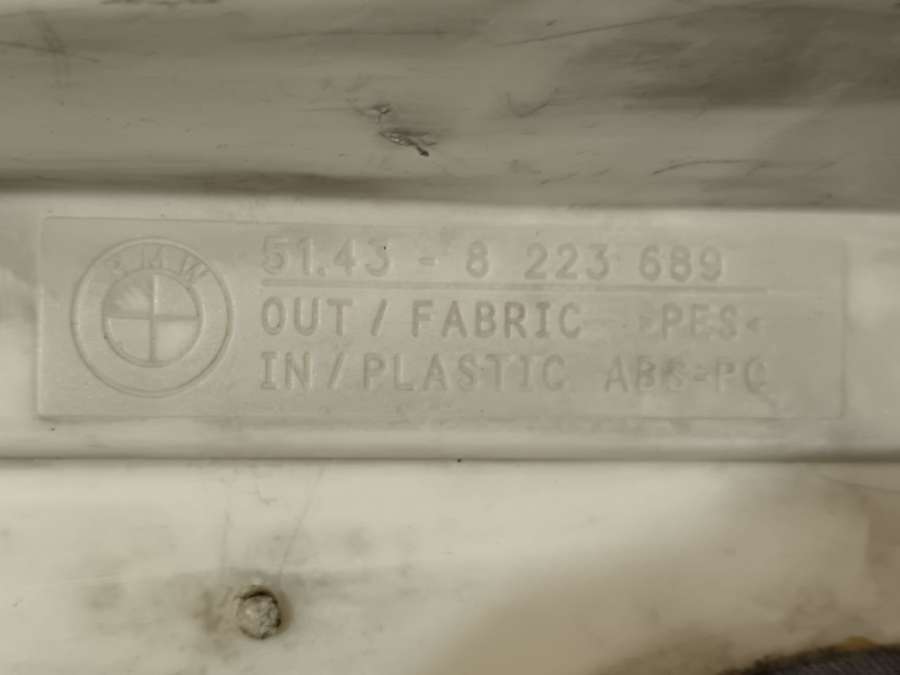 BMW
51.43 - 8 223 689
OUT / FABRIC >PES<
IN / PLASTIC ABS-PC